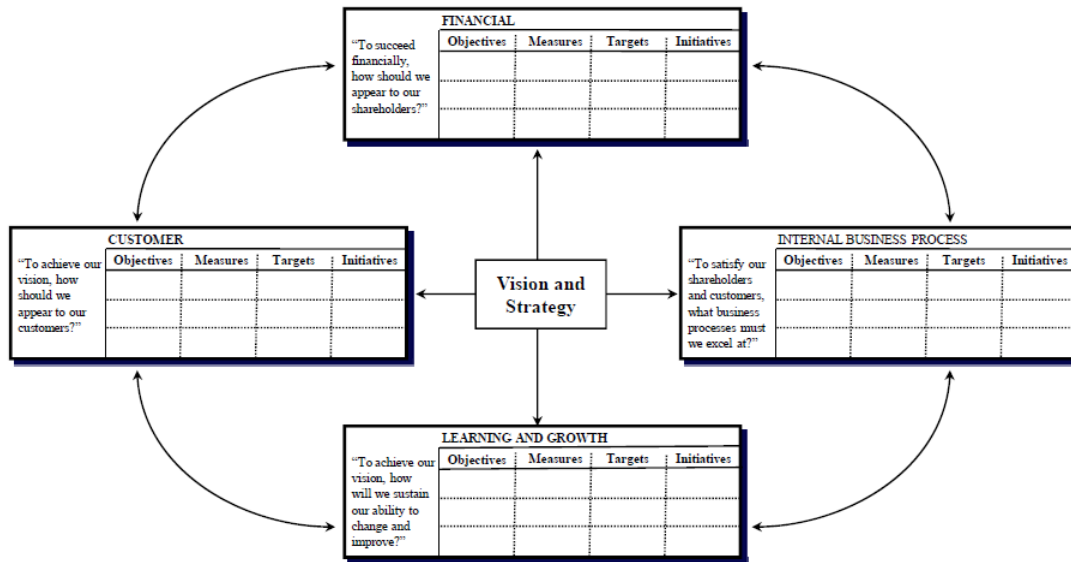 FINANCIAL
Objectives Measures Targets Initiatives
“To succeed
financially,
how should we
appear to our
shareholders?”
CUSTOMER
Objectives Measures Targets Initiatives
“To achieve our
vision, how
should we
appear to our
customers?”
Vision and
Strategy
INTERNAL BUSINESS PROCESS
Objectives Measures Targets Initiatives
“To satisfy our
shareholders
and customers,
what business
processes must
we excel at?”
LEARNING AND GROWTH
Objectives Measures Targets Initiatives
“To achieve our
vision, how
will we sustain
our ability to
change and
improve?”